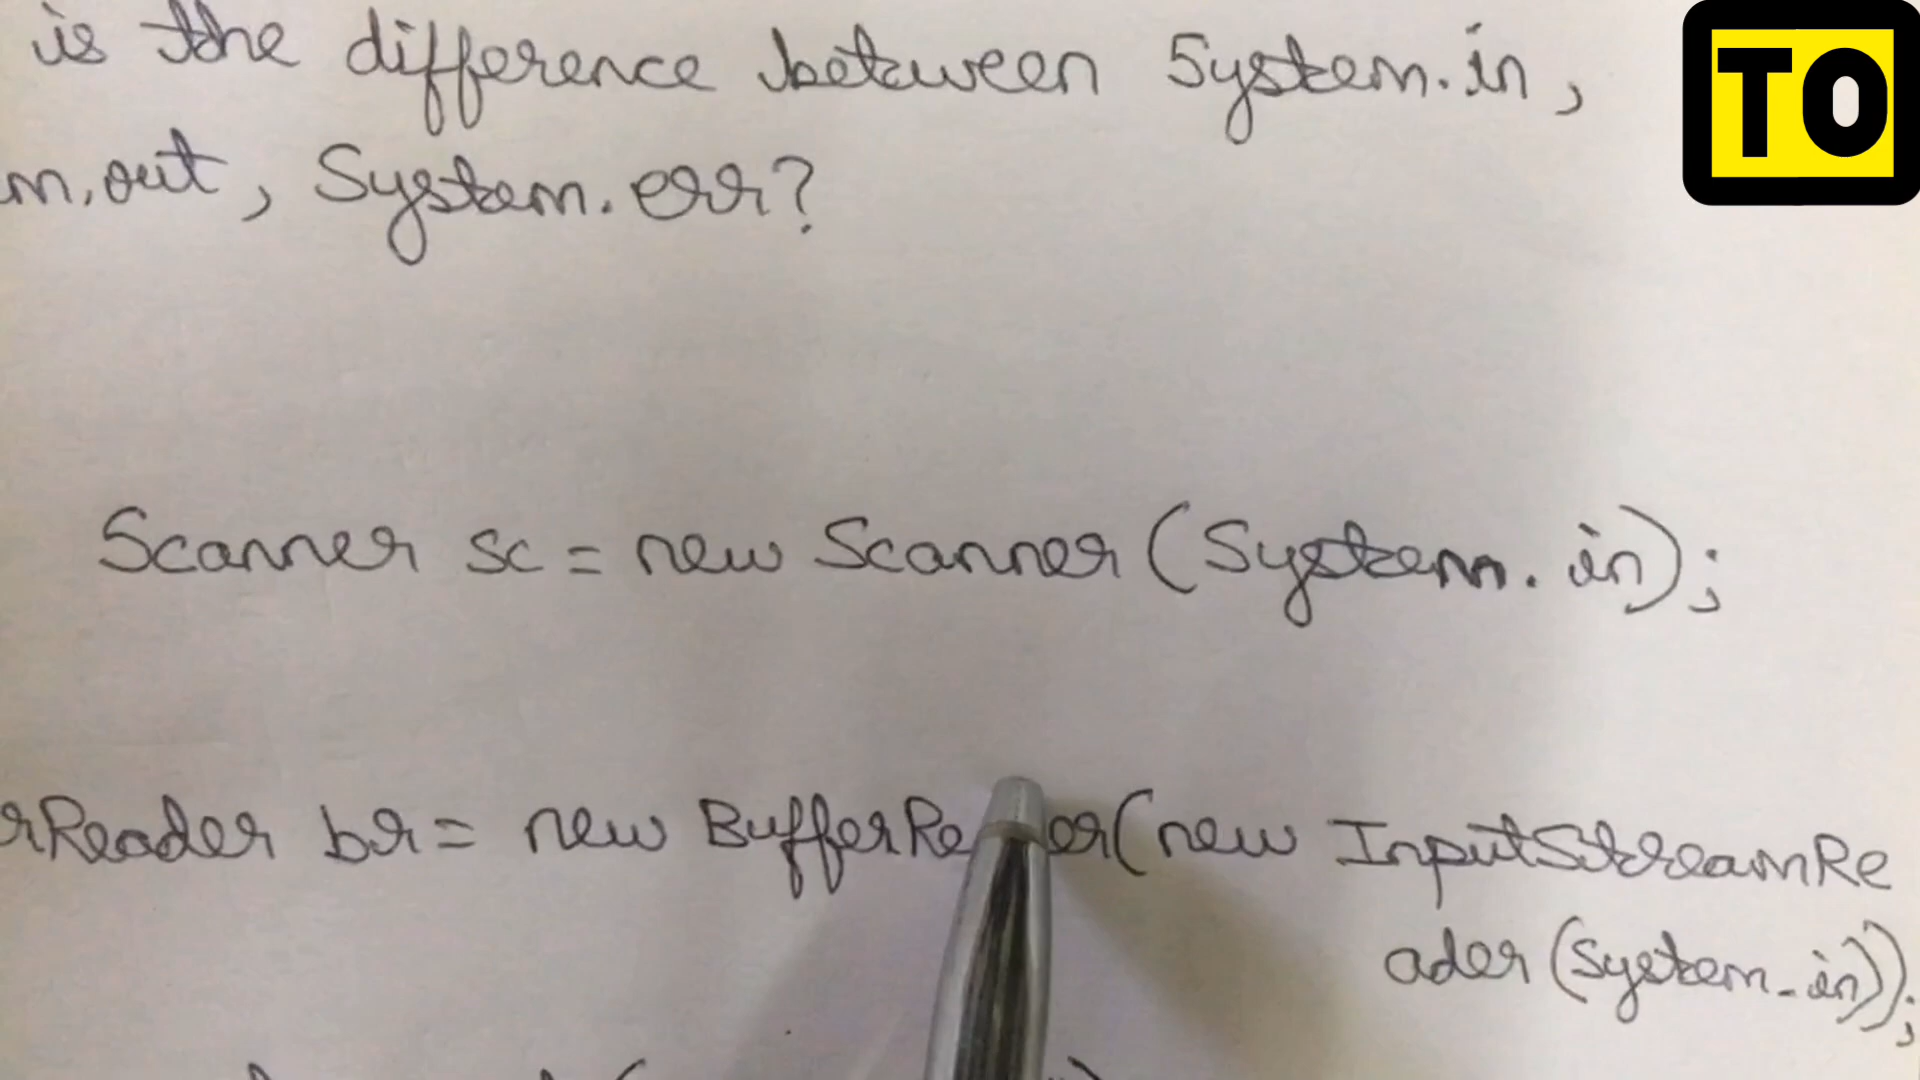 is the difference between System.in,
m.out, System.err?
Scanner sc = new Scanner (System.in);
rReader br = new BufferRe er(new InputStreamRe
ader (System.in));
TO